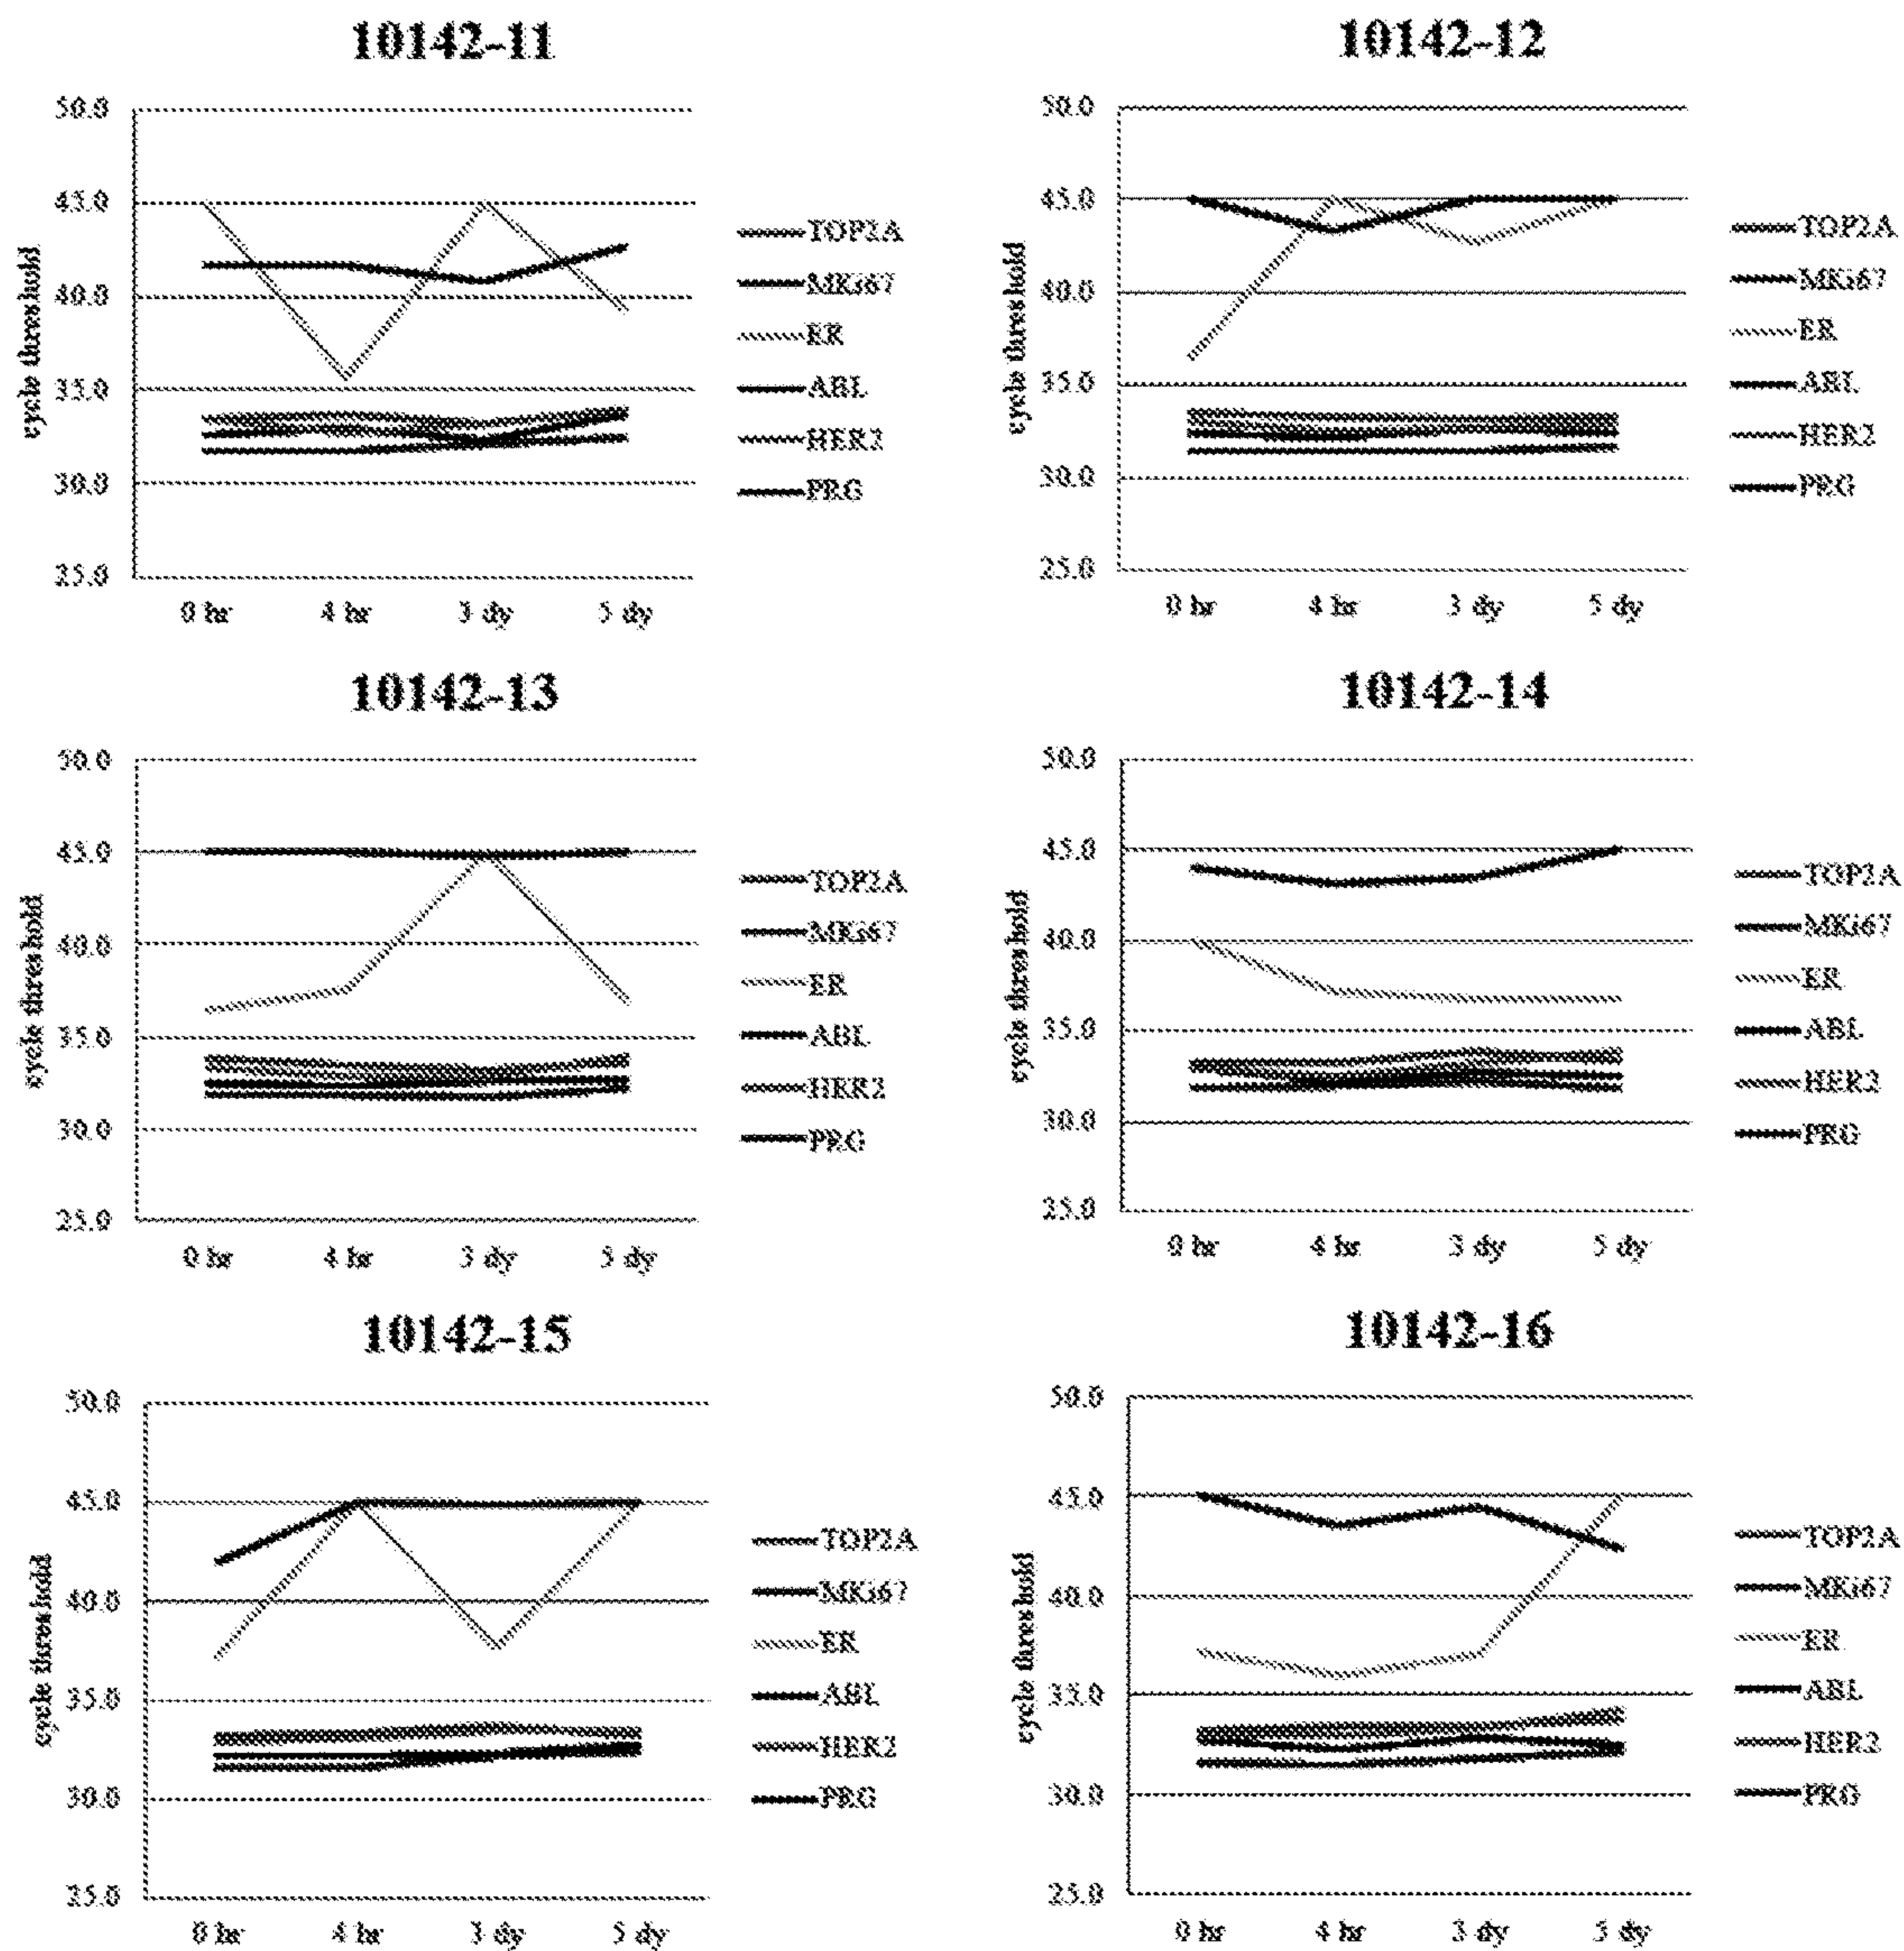 10142-11
50.0
45.0
40.0
35.0
30.0
25.0
cycle threshold
0 hr 4 hr 3 dy 5 dy
TOP2A
MKi67
ER
ABL
HER2
PRG
10142-12
50.0
45.0
40.0
35.0
30.0
25.0
cycle threshold
0 hr 4 hr 3 dy 5 dy
TOP2A
MKi67
ER
ABL
HER2
PRG
10142-13
50.0
45.0
40.0
35.0
30.0
25.0
cycle threshold
0 hr 4 hr 3 dy 5 dy
TOP2A
MKi67
ER
ABL
HER2
PRG
10142-14
50.0
45.0
40.0
35.0
30.0
25.0
cycle threshold
0 hr 4 hr 3 dy 5 dy
TOP2A
MKi67
ER
ABL
HER2
PRG
10142-15
50.0
45.0
40.0
35.0
30.0
25.0
cycle threshold
0 hr 4 hr 3 dy 5 dy
TOP2A
MKi67
ER
ABL
HER2
PRG
10142-16
50.0
45.0
40.0
35.0
30.0
25.0
cycle threshold
0 hr 4 hr 3 dy 5 dy
TOP2A
MKi67
ER
ABL
HER2
PRG